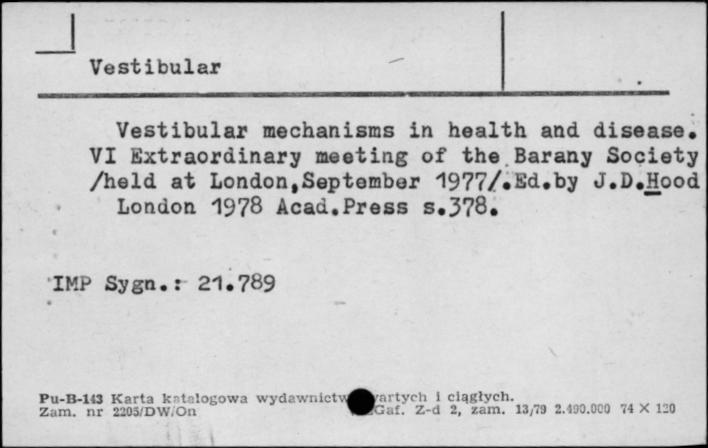 Vestibular
Vestibular mechanisms in health and disease.
VI Extraordinary meeting of the Barany Society
/held at London,September 1977/.Ed.by J.D.Hood
London 1978 Acad.Press s.378.
IMP Sygn.: 21.789
Pu-B-143 Karta katalogowa wydawnictw i ciągłych.
Zam. nr 2205/DW/On Gaf. Z-d 2, zam. 13/79 2.490.000 74 X 120